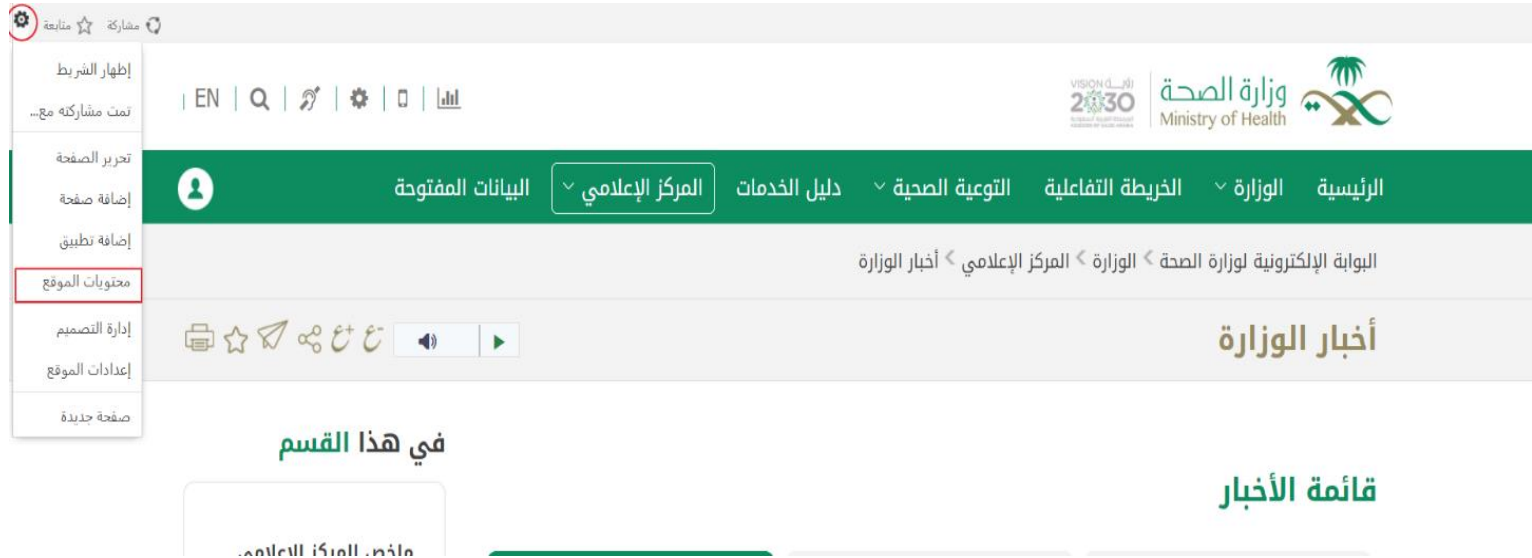 مشاركة متابعة
إظهار الشريط
تمت مشاركته مع...
تحرير الصفحة
إضافة صفحة
إضافة تطبيق
محتويات الموقع
إدارة التصميم
إعدادات الموقع
صفحة جديدة
وزارة الصحة
Ministry of Health
VISION رؤية
2030
| EN |
الرئيسية الوزارة الخريطة التفاعلية التوعية الصحية دليل الخدمات المركز الإعلامي البيانات المفتوحة
البوابة الإلكترونية لوزارة الصحة > الوزارة > المركز الإعلامي > أخبار الوزارة
أخبار الوزارة
ع- ع+
في هذا القسم
قائمة الأخبار
ملخص المركز الإعلامي